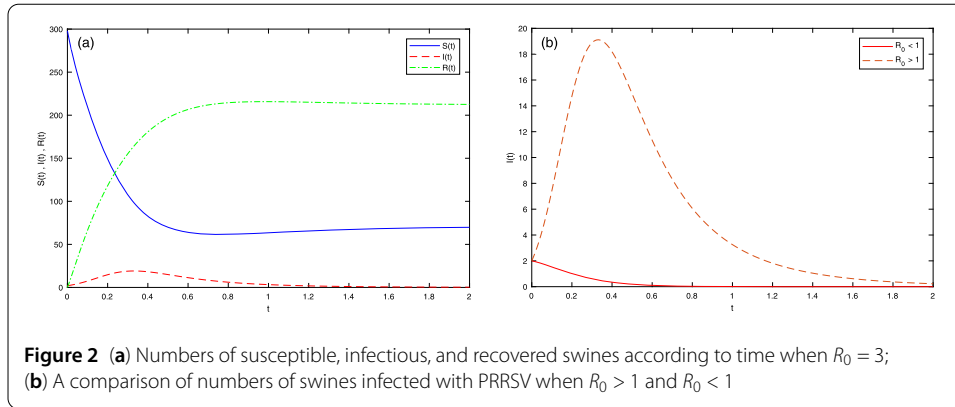 (a)
S(t)
I(t)
R(t)
300
250
200
150
100
50
0
S(t) , I(t) , R(t)
0 0.2 0.4 0.6 0.8 1 1.2 1.4 1.6 1.8 2
t
(b)
R0 < 1
R0 > 1
20
18
16
14
12
10
8
6
4
2
0
I(t)
0 0.2 0.4 0.6 0.8 1 1.2 1.4 1.6 1.8 2
t
Figure 2 (a) Numbers of susceptible, infectious, and recovered swines according to time when R0 = 3;
(b) A comparison of numbers of swines infected with PRRSV when R0 > 1 and R0 < 1